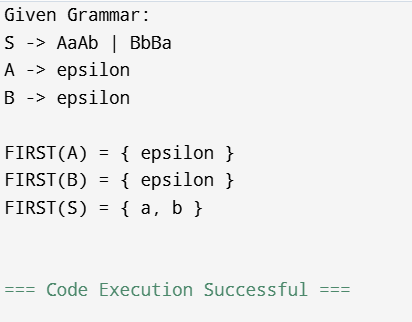 Given Grammar:
S -> AaAb | BbBa
A -> epsilon
B -> epsilon
FIRST(A) = { epsilon }
FIRST(B) = { epsilon }
FIRST(S) = { a, b }
=== Code Execution Successful ===